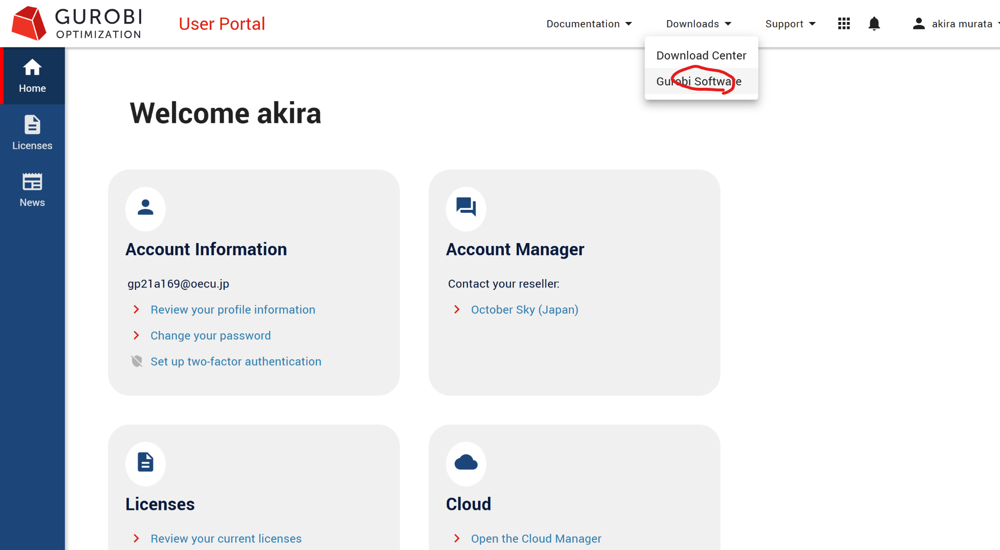 GUROBI
OPTIMIZATION
User Portal
Documentation
Downloads
Support
akira murata
Download Center
Gurobi Software
Home
Licenses
News
Welcome akira
Account Information
gp21a169@oecu.jp
Review your profile information
Change your password
Set up two-factor authentication
Account Manager
Contact your reseller:
October Sky (Japan)
Licenses
Review your current licenses
Cloud
Open the Cloud Manager